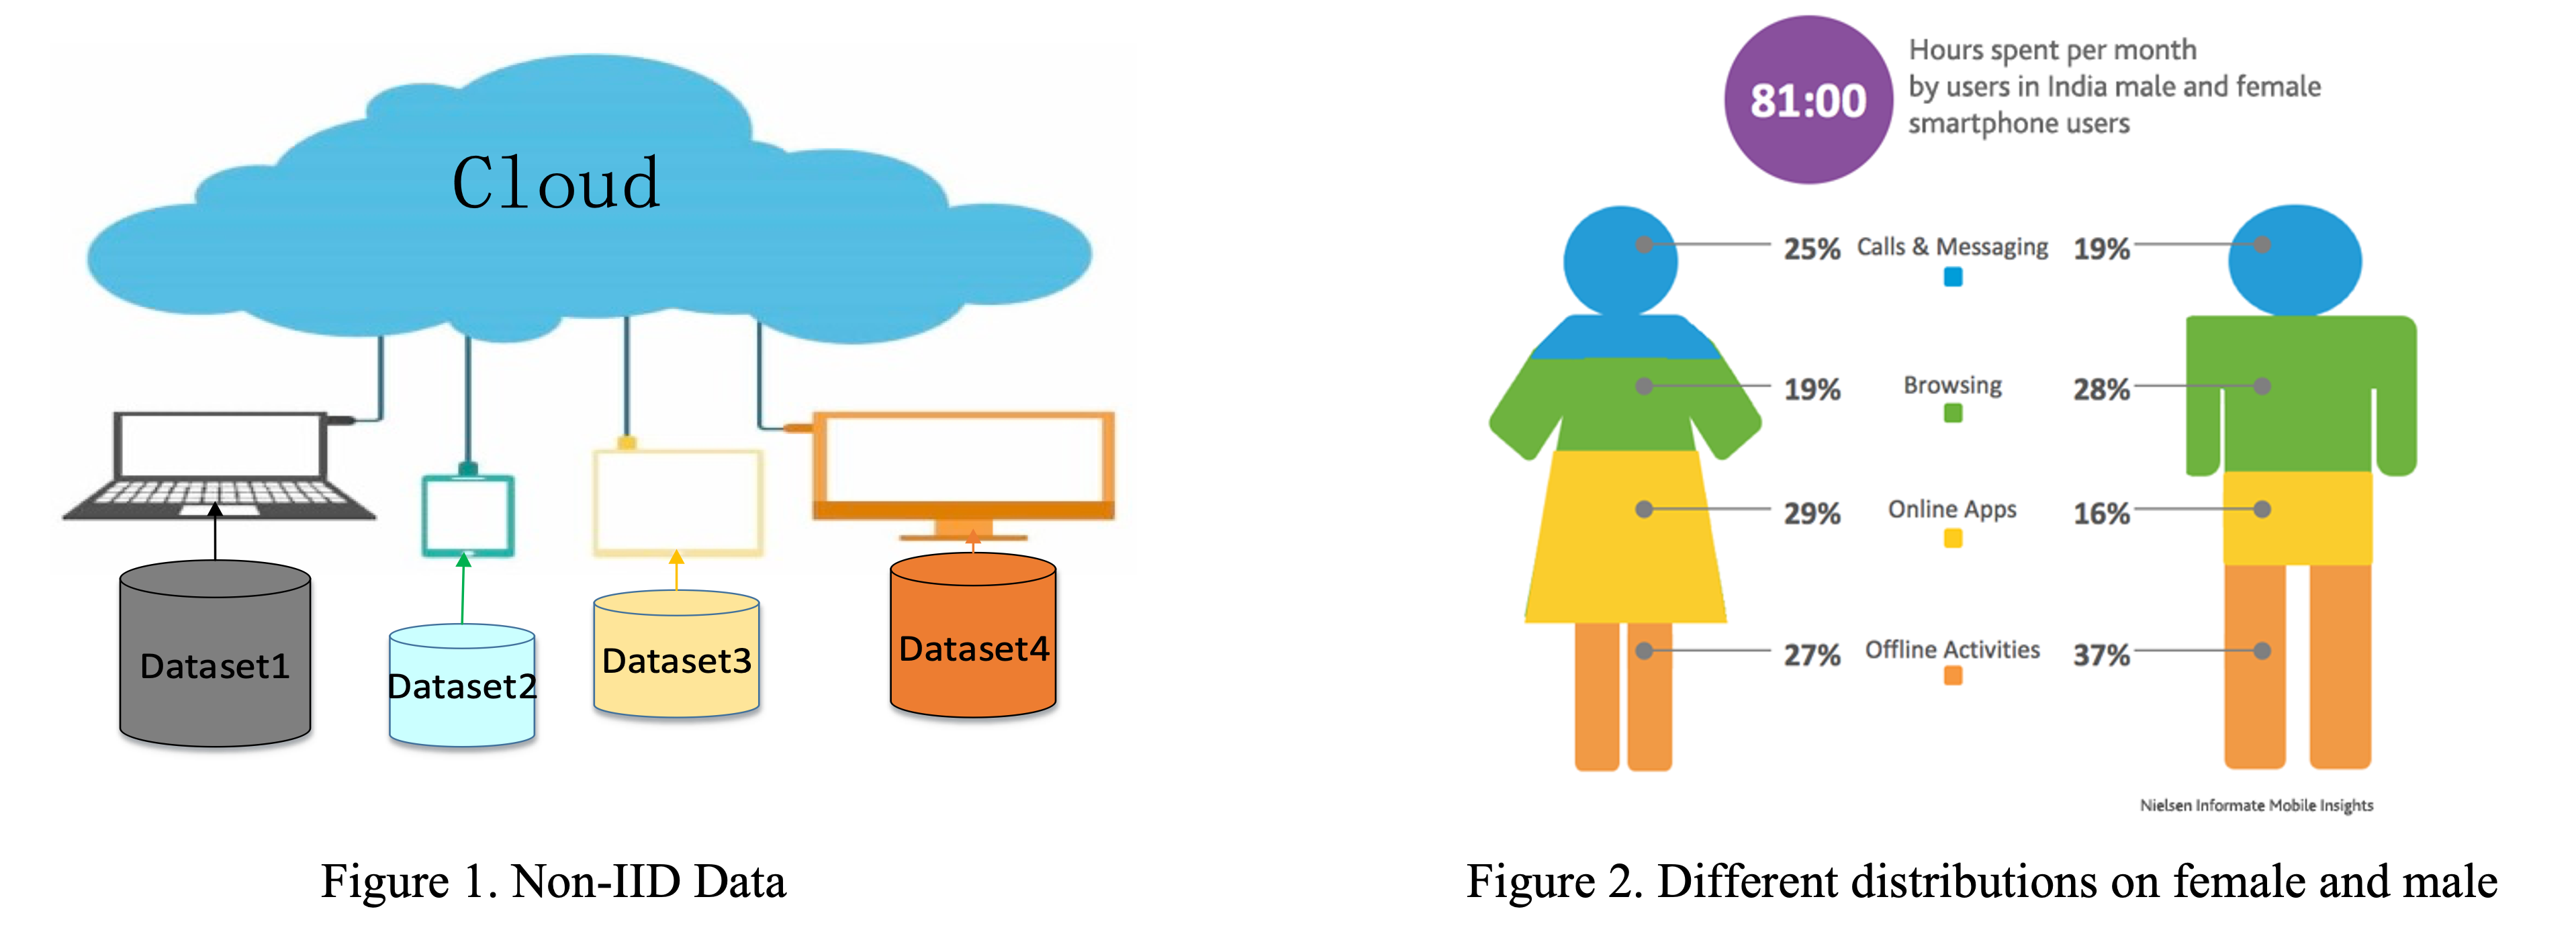 Cloud
Dataset1
Dataset2
Dataset3
Dataset4
Figure 1. Non-IID Data
81:00
Hours spent per month
by users in India male and female
smartphone users
25% Calls & Messaging 19%
19% Browsing 28%
29% Online Apps 16%
27% Offline Activities 37%
Nielsen Informate Mobile Insights
Figure 2. Different distributions on female and male